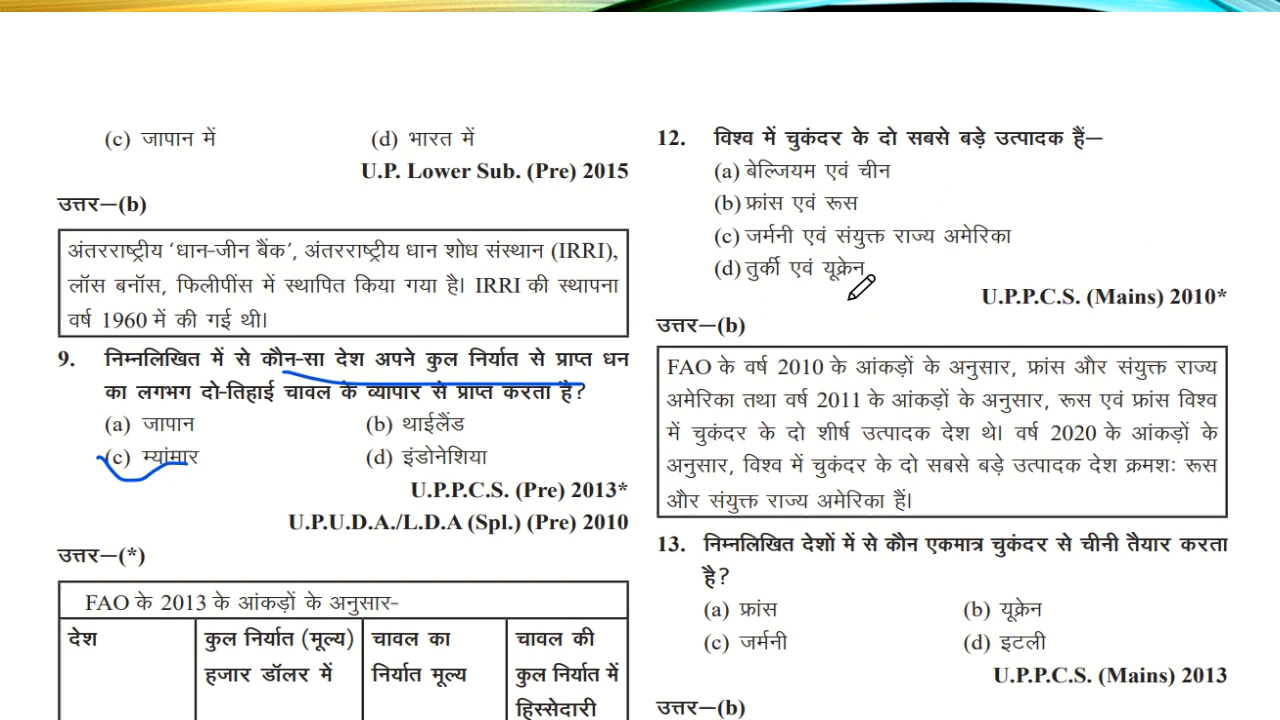 (c) जापान में (d) भारत में
U.P. Lower Sub. (Pre) 2015
उत्तर–(b)
अंतरराष्ट्रीय ‘धान-जीन बैंक’, अंतरराष्ट्रीय धान शोध संस्थान (IRRI),
लॉस बनॉस, फिलीपींस में स्थापित किया गया है। IRRI की स्थापना
वर्ष 1960 में की गई थी।
9. निम्नलिखित में से कौन-सा देश अपने कुल निर्यात से प्राप्त धन
का लगभग दो-तिहाई चावल के व्यापार से प्राप्त करता है?
(a) जापान (b) थाईलैंड
(c) म्यांमार (d) इंडोनेशिया
U.P.P.C.S. (Pre) 2013*
U.P.U.D.A./L.D.A (Spl.) (Pre) 2010
उत्तर–(*)
FAO के 2013 के आंकड़ों के अनुसार-
देश कुल निर्यात (मूल्य) चावल का चावल की
हजार डॉलर में निर्यात मूल्य कुल निर्यात में
हिस्सेदारी
12. विश्व में चुकंदर के दो सबसे बड़े उत्पादक हैं–
(a) बेल्जियम एवं चीन
(b) फ्रांस एवं रूस
(c) जर्मनी एवं संयुक्त राज्य अमेरिका
(d) तुर्की एवं यूक्रेन
U.P.P.C.S. (Mains) 2010*
उत्तर–(b)
FAO के वर्ष 2010 के आंकड़ों के अनुसार, फ्रांस और संयुक्त राज्य
अमेरिका तथा वर्ष 2011 के आंकड़ों के अनुसार, रूस एवं फ्रांस विश्व
में चुकंदर के दो शीर्ष उत्पादक देश थे। वर्ष 2020 के आंकड़ों के
अनुसार, विश्व में चुकंदर के दो सबसे बड़े उत्पादक देश क्रमशः रूस
और संयुक्त राज्य अमेरिका हैं।
13. निम्नलिखित देशों में से कौन एकमात्र चुकंदर से चीनी तैयार करता
है?
(a) फ्रांस (b) यूक्रेन
(c) जर्मनी (d) इटली
U.P.P.C.S. (Mains) 2013
उत्तर–(b)